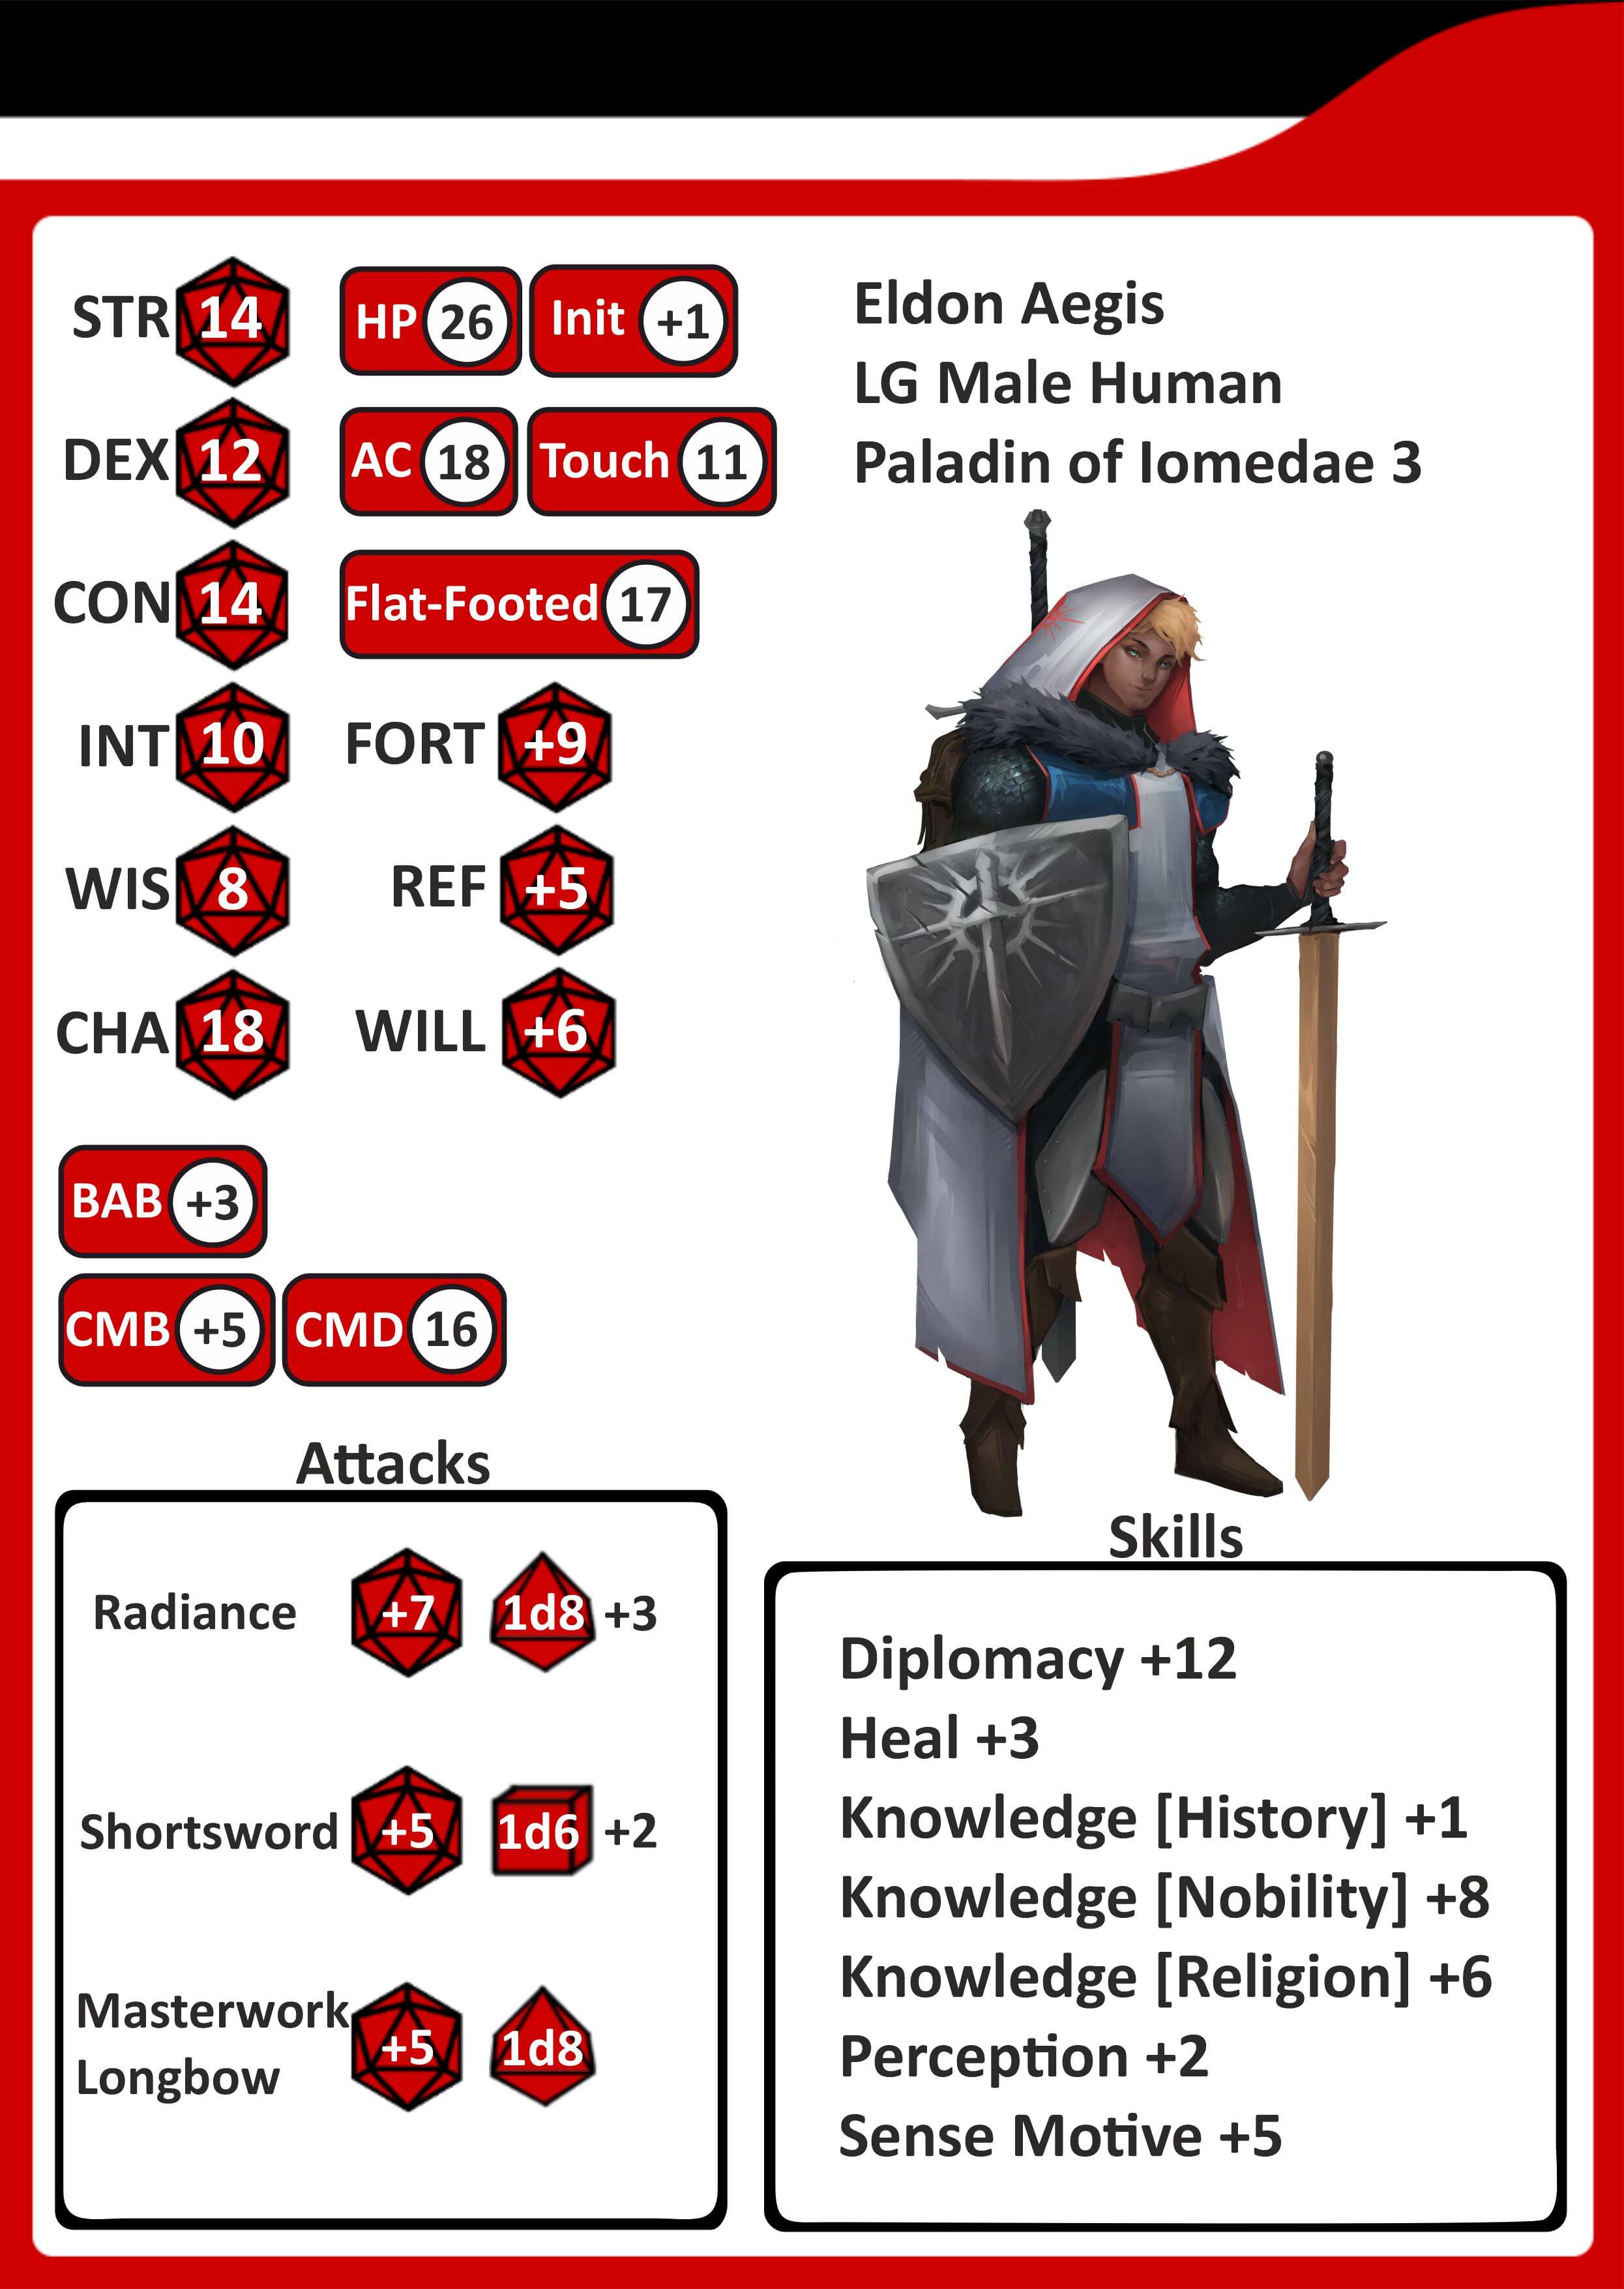 STR 14
HP 26 Init +1
Eldon Aegis
LG Male Human
Paladin of Iomedae 3
DEX 12
AC 18 Touch 11
CON 14
Flat-Footed 17
INT 10
FORT +9
WIS 8
REF +5
CHA 18
WILL +6
BAB +3
CMB +5 CMD 16
Attacks
Radiance +7 1d8 +3
Shortsword +5 1d6 +2
Masterwork
Longbow +5 1d8
Skills
Diplomacy +12
Heal +3
Knowledge [History] +1
Knowledge [Nobility] +8
Knowledge [Religion] +6
Perception +2
Sense Motive +5